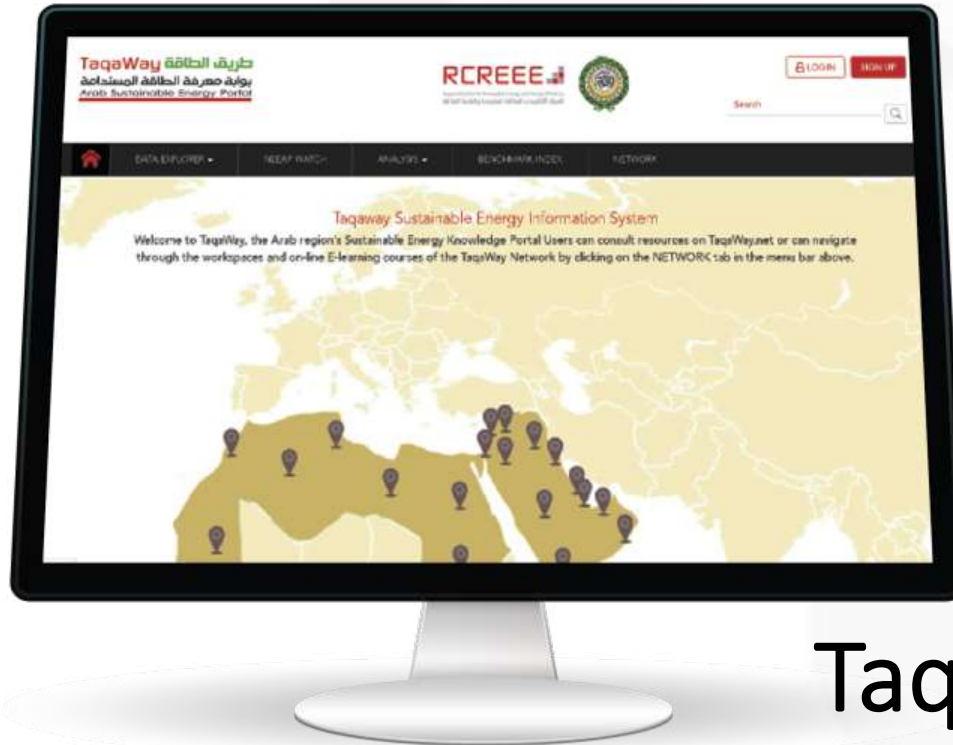 TaqaWay طريق الطاقة
بوابة معرفة الطاقة المستدامة
Arab Sustainable Energy Portal
RCREEE
LOGIN
SIGN UP
Search
DATA EXPLORER
NEEAP WATCH
ANALYSIS
BENCHMARK INDEX
NETWORK
Taqaway Sustainable Energy Information System
Welcome to TaqaWay, the Arab region's Sustainable Energy Knowledge Portal Users can consult resources on TaqaWay.net or can navigate
through the workspaces and on-line E-learning courses of the TaqaWay Network by clicking on the NETWORK tab in the menu bar above.
Taq